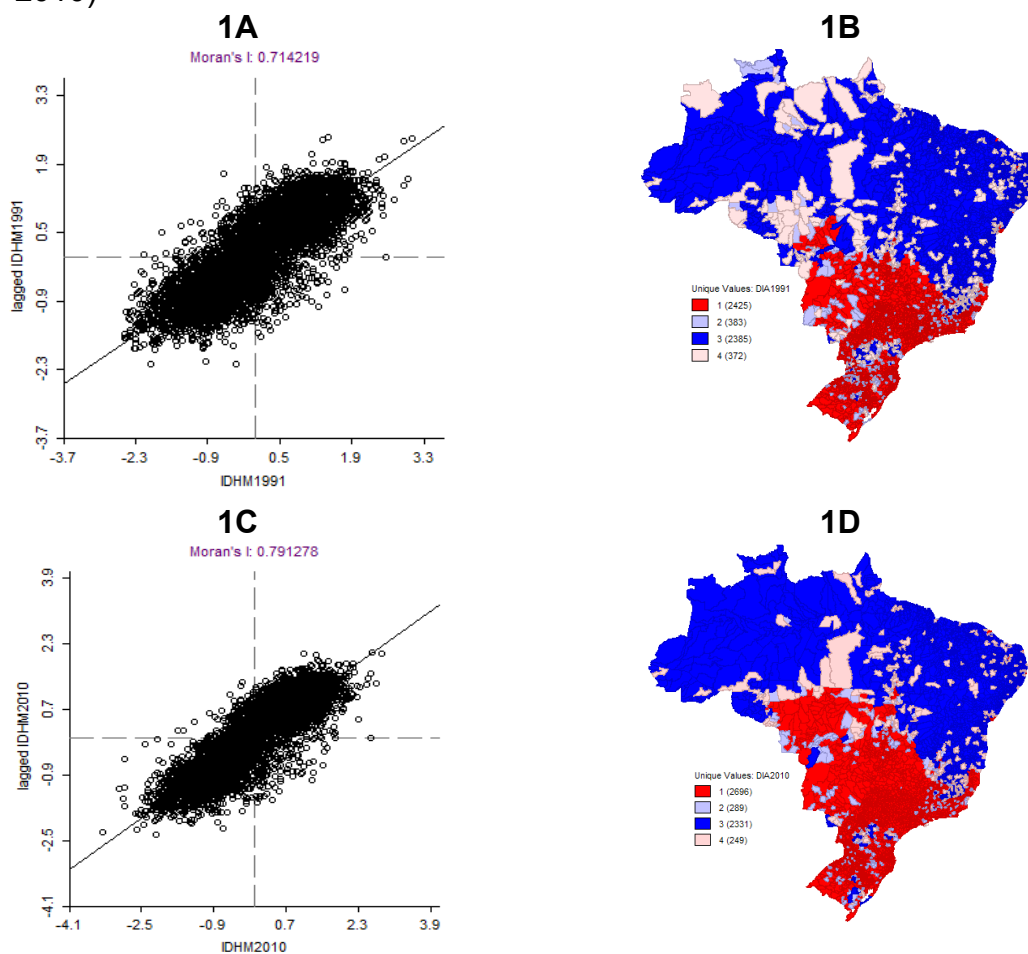 1A
Moran's I: 0.714219
3.3
1.9
0.5
-0.9
-2.3
-3.7
lagged IDHM1991
-3.7 -2.3 -0.9 0.5 1.9 3.3
IDHM1991
1B
Unique Values: DIA1991
1 (2425)
2 (383)
3 (2385)
4 (372)
1C
Moran's I: 0.791278
3.9
2.3
0.7
-0.9
-2.5
-4.1
lagged IDHM2010
-4.1 -2.5 -0.9 0.7 2.3 3.9
IDHM2010
1D
Unique Values: DIA2010
1 (2696)
2 (289)
3 (2331)
4 (249)